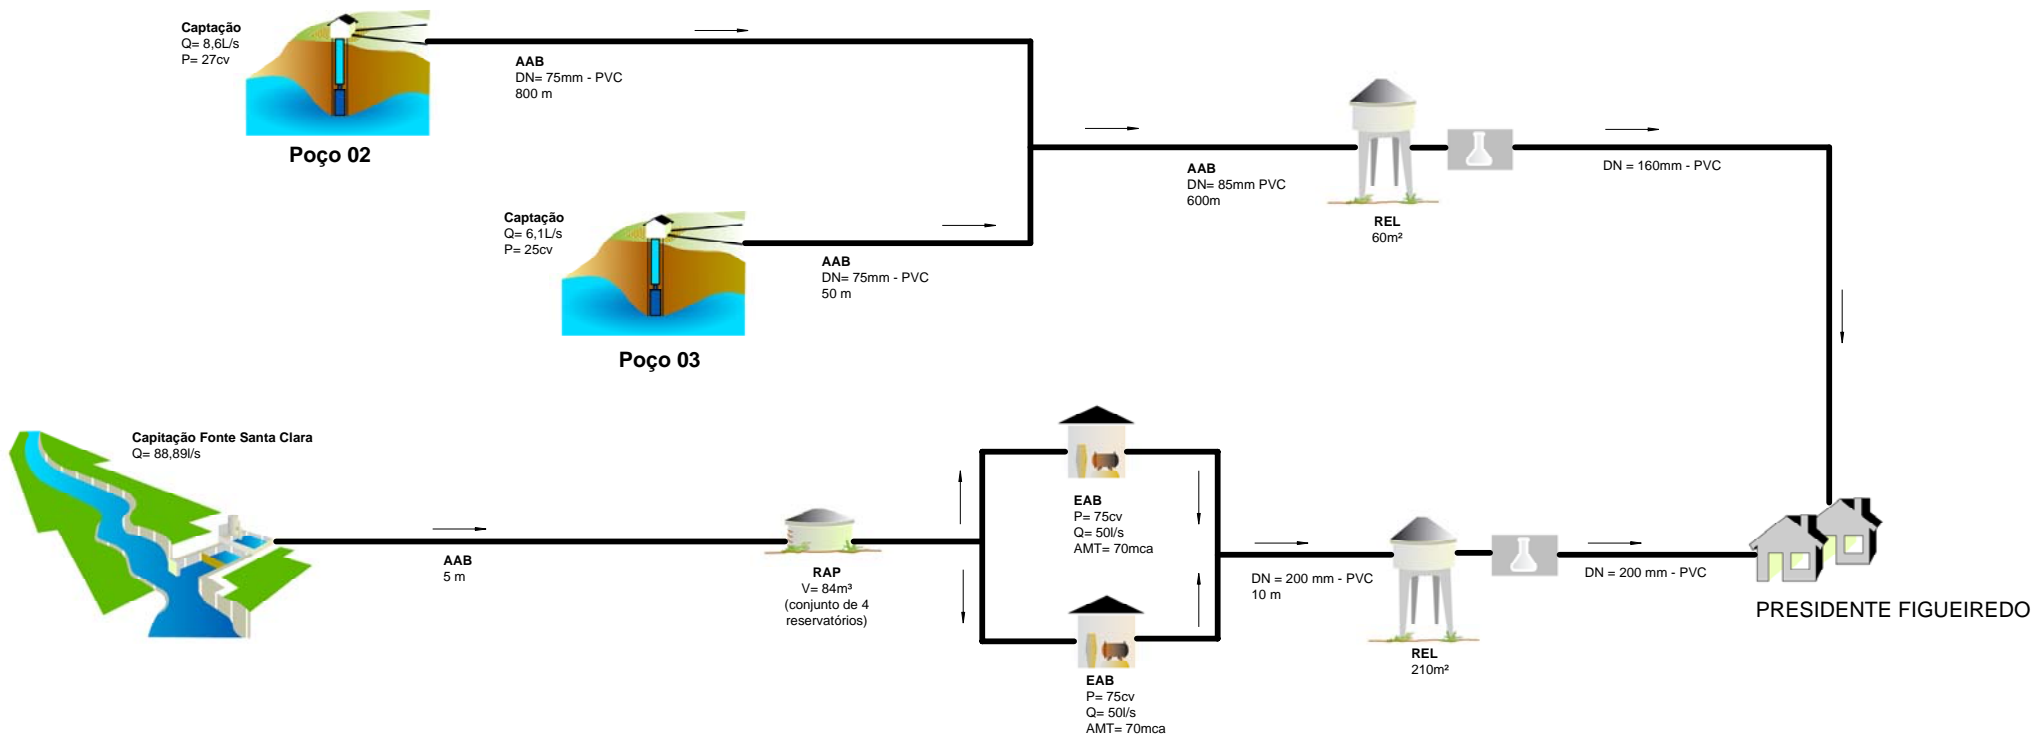 Captação
Q= 8,6L/s
P= 27cv
Poço 02
AAB
DN= 75mm - PVC
800 m
Captação
Q= 6,1L/s
P= 25cv
Poço 03
AAB
DN= 75mm - PVC
50 m
AAB
DN= 85mm PVC
600m
REL
60m²
DN = 160mm - PVC
Capitação Fonte Santa Clara
Q= 88,89l/s
AAB
5 m
RAP
V= 84m³
(conjunto de 4
reservatórios)
EAB
P= 75cv
Q= 50l/s
AMT= 70mca
EAB
P= 75cv
Q= 50l/s
AMT= 70mca
DN = 200 mm - PVC
10 m
REL
210m²
DN = 200 mm - PVC
PRESIDENTE FIGUEIREDO